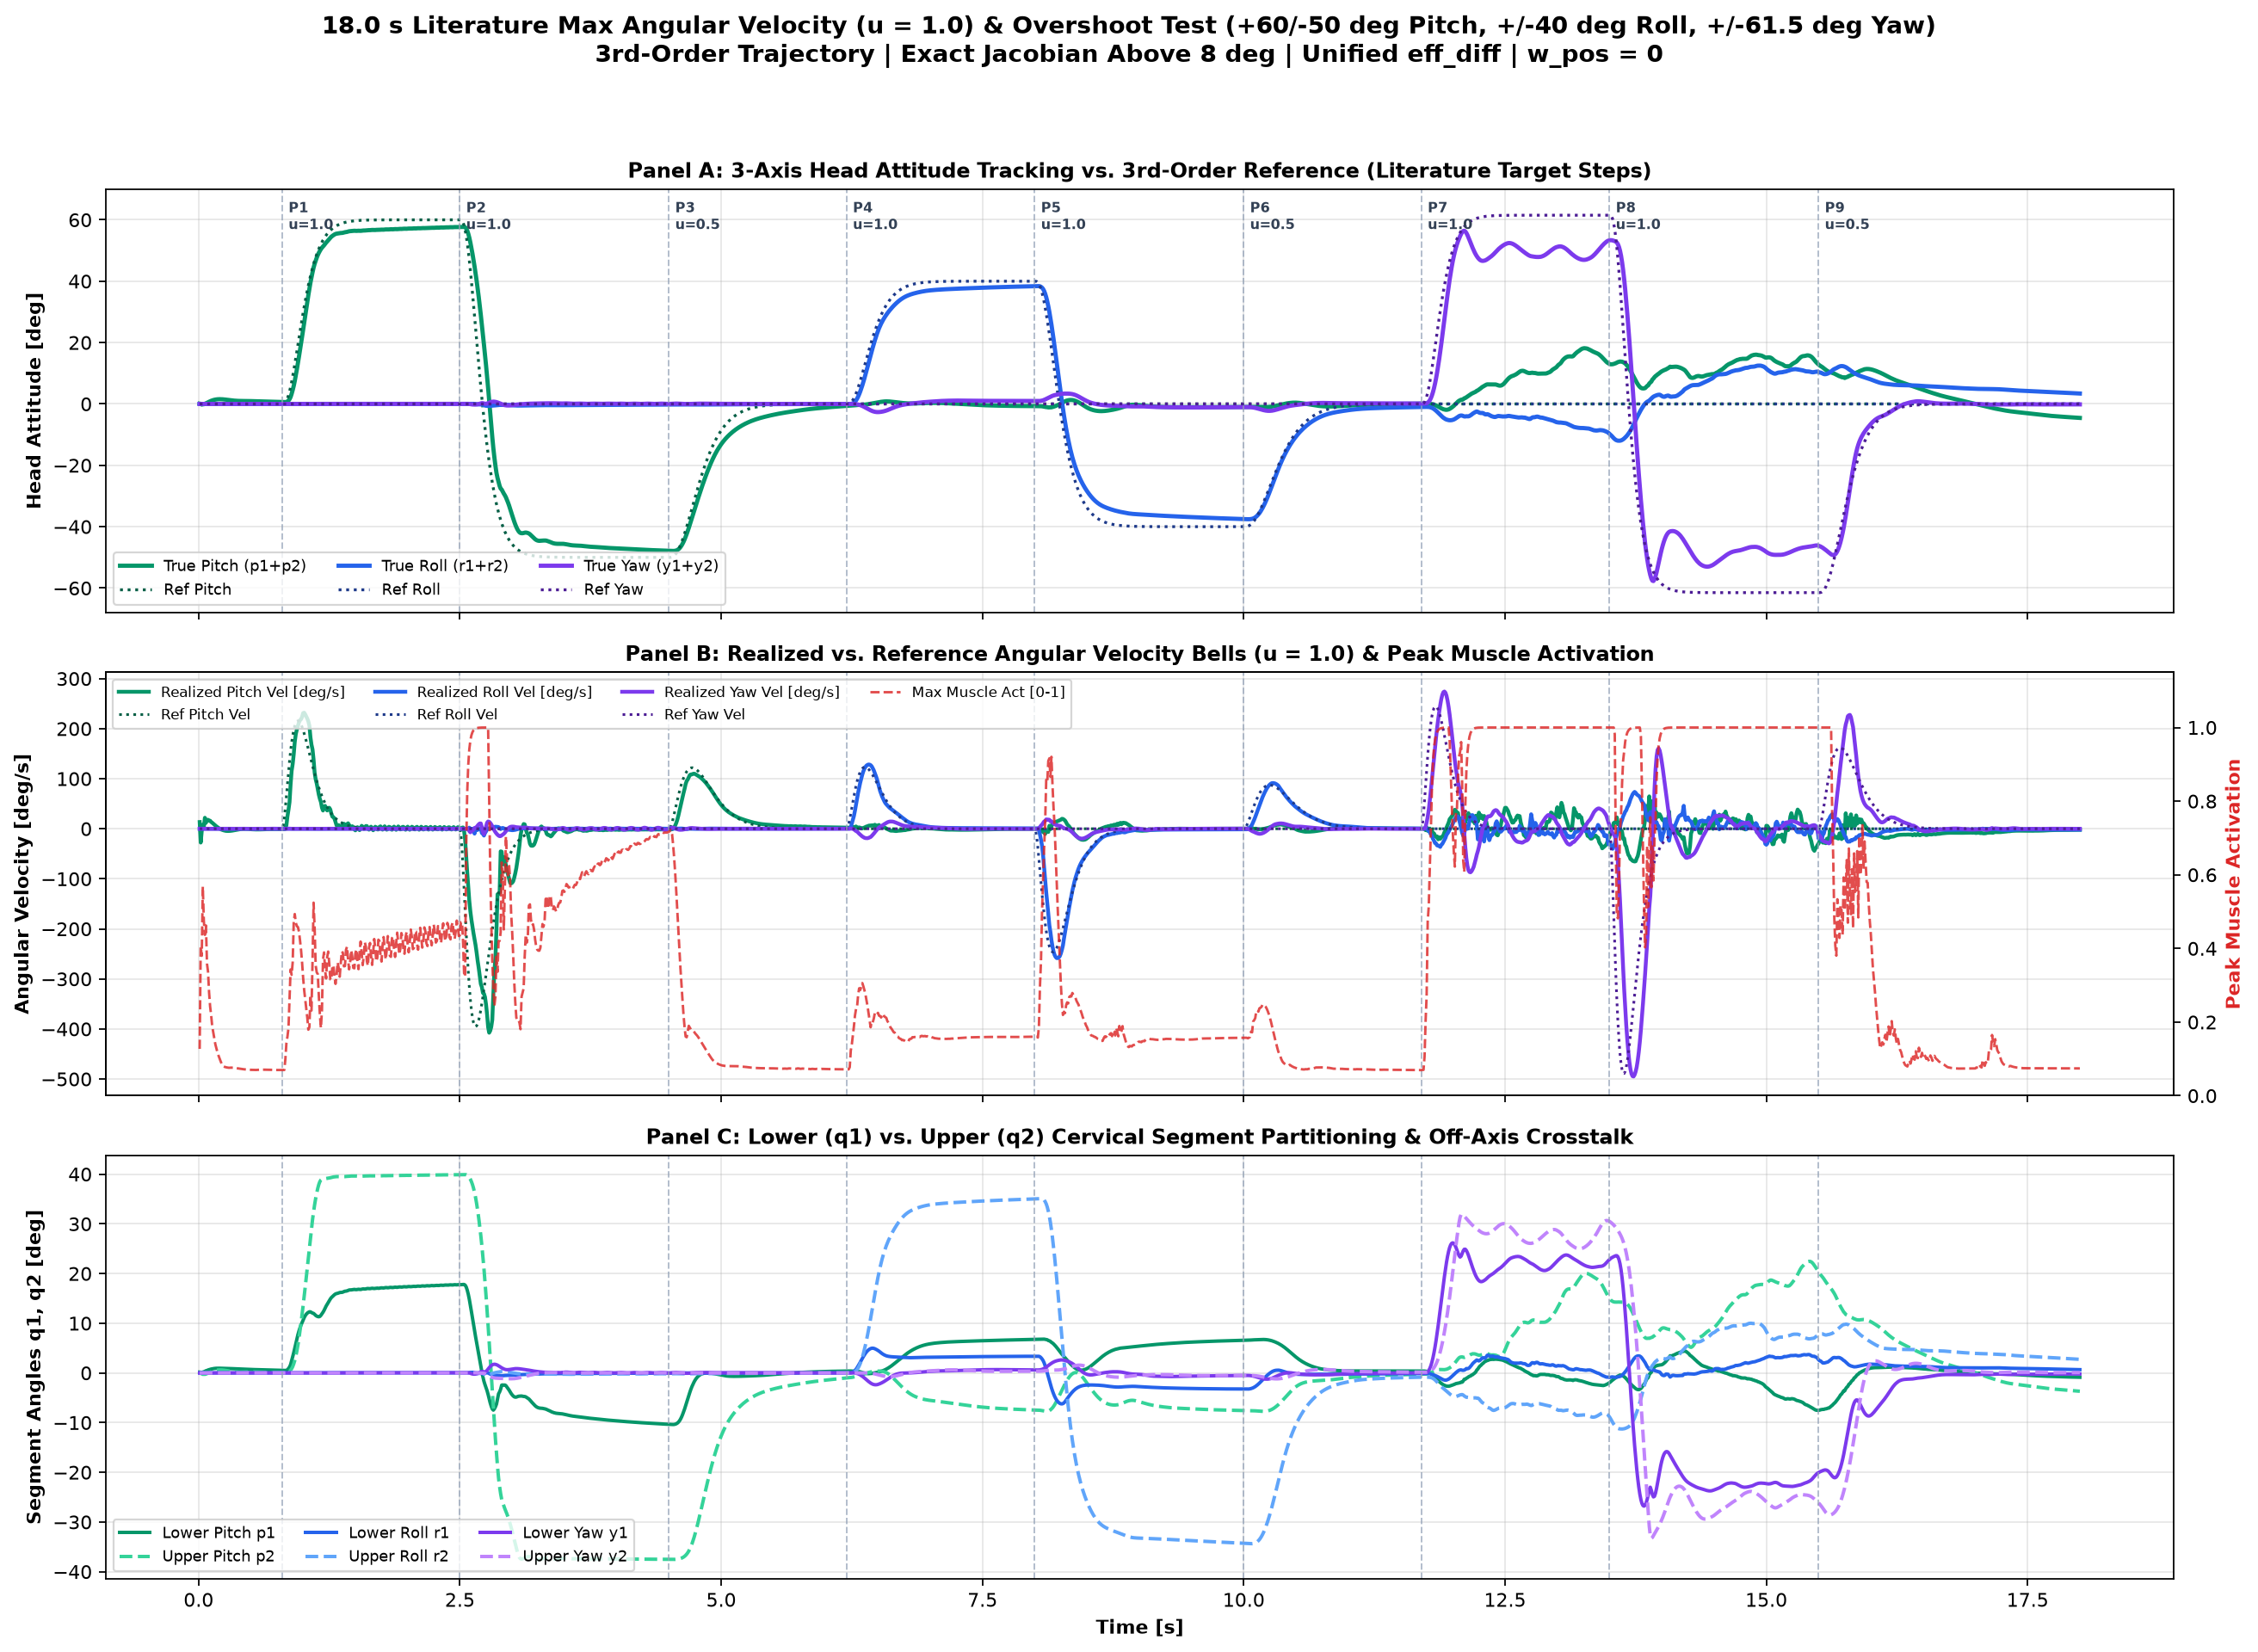 18.0 s Literature Max Angular Velocity (u = 1.0) & Overshoot Test (+60/-50 deg Pitch, +/-40 deg Roll, +/-61.5 deg Yaw)
3rd-Order Trajectory | Exact Jacobian Above 8 deg | Unified eff_diff | w_pos = 0
Panel A: 3-Axis Head Attitude Tracking vs. 3rd-Order Reference (Literature Target Steps)
Head Attitude [deg]
60
40
20
0
−20
−40
−60
P1
u=1.0
P2
u=1.0
P3
u=0.5
P4
u=1.0
P5
u=1.0
P6
u=0.5
P7
u=1.0
P8
u=1.0
P9
u=0.5
True Pitch (p1+p2) True Roll (r1+r2) True Yaw (y1+y2)
Ref Pitch Ref Roll Ref Yaw
Panel B: Realized vs. Reference Angular Velocity Bells (u = 1.0) & Peak Muscle Activation
Angular Velocity [deg/s]
300
200
100
0
−100
−200
−300
−400
−500
Realized Pitch Vel [deg/s] Realized Roll Vel [deg/s] Realized Yaw Vel [deg/s] Max Muscle Act [0-1]
Ref Pitch Vel Ref Roll Vel Ref Yaw Vel
1.0
0.8
0.6
0.4
0.2
0.0
Peak Muscle Activation
Panel C: Lower (q1) vs. Upper (q2) Cervical Segment Partitioning & Off-Axis Crosstalk
Segment Angles q1, q2 [deg]
40
30
20
10
0
−10
−20
−30
−40
Lower Pitch p1 Lower Roll r1 Lower Yaw y1
Upper Pitch p2 Upper Roll r2 Upper Yaw y2
0.0 2.5 5.0 7.5 10.0 12.5 15.0 17.5
Time [s]